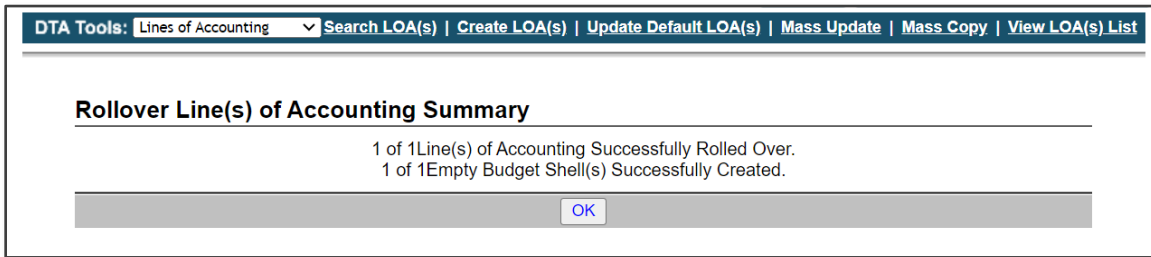 DTA Tools: Lines of Accounting Search LOA(s) | Create LOA(s) | Update Default LOA(s) | Mass Update | Mass Copy | View LOA(s) List
Rollover Line(s) of Accounting Summary
1 of 1Line(s) of Accounting Successfully Rolled Over.
1 of 1Empty Budget Shell(s) Successfully Created.
OK